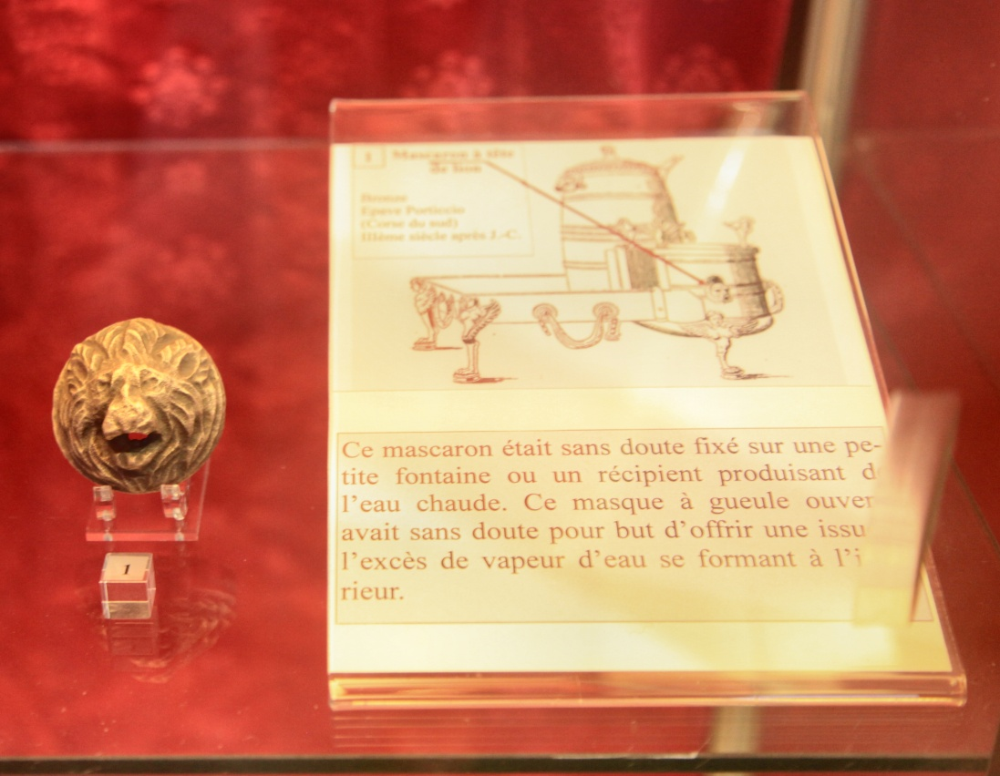 1 Mascaron à tête
de lion
Bronze
Epave Porticcio
(Corse du sud)
IIIème siècle après J.-C.
Ce mascaron était sans doute fixé sur une pe-
tite fontaine ou un récipient produisant
l'eau chaude. Ce masque à gueule
avait sans doute pour but d'offrir une
l'excès de vapeur d'eau se formant à
rieur.
1